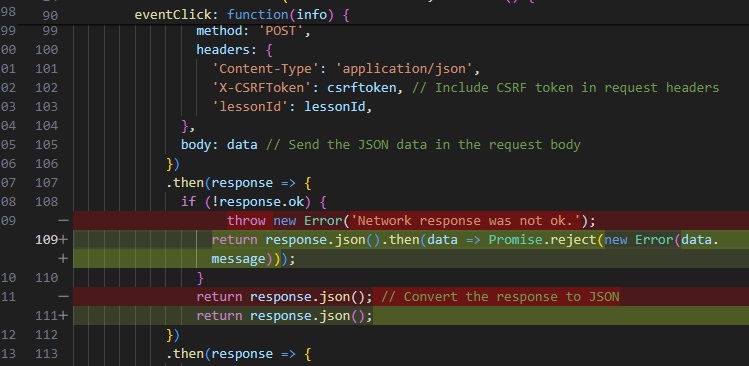 98 90 eventClick: function(info) {
99 99 method: 'POST',
00 100 headers: {
01 101 'Content-Type': 'application/json',
02 102 'X-CSRFToken': csrftoken, // Include CSRF token in request headers
03 103 'lessonId': lessonId,
04 104 },
05 105 body: data // Send the JSON data in the request body
06 106 })
07 107 .then(response => {
08 108 if (!response.ok) {
09 — throw new Error('Network response was not ok.');
109+ return response.json().then(data => Promise.reject(new Error(data.
+ message)));
10 110 }
11 — return response.json(); // Convert the response to JSON
111+ return response.json();
12 112 })
13 113 .then(response => {